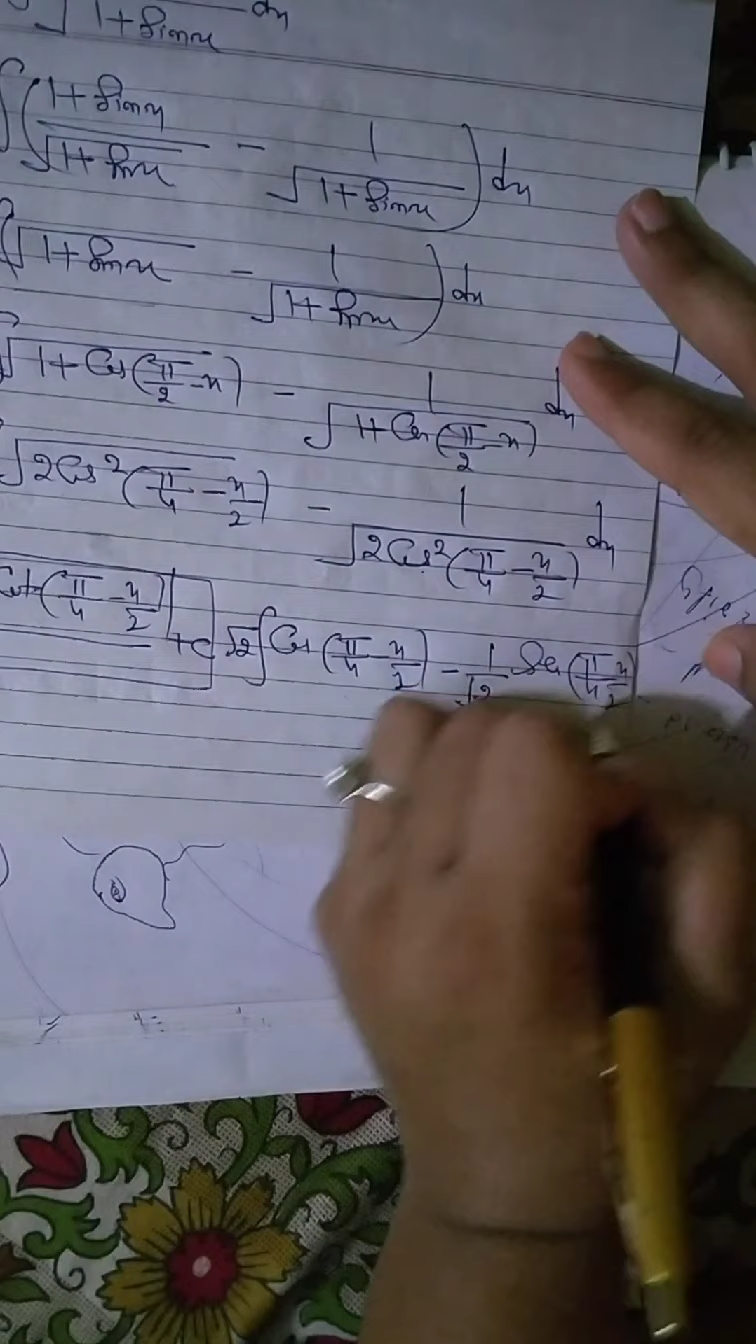 √(1+sinx) dx
∫((1+sinx)/√(1+sinx) - 1/√(1+sinx)) dx
(√(1+sinx) - 1/√(1+sinx)) dx
√(1+Cos(π/2-x)) - 1/√(1+Cos(π/2-x)) dx
√(2Cos²(π/4-x/2)) - 1/√(2Cos²(π/4-x/2)) dx
(π/4-x/2)| +c √2∫Cos(π/4-x/2) - 1/√2 Sec(π/4 x/2)